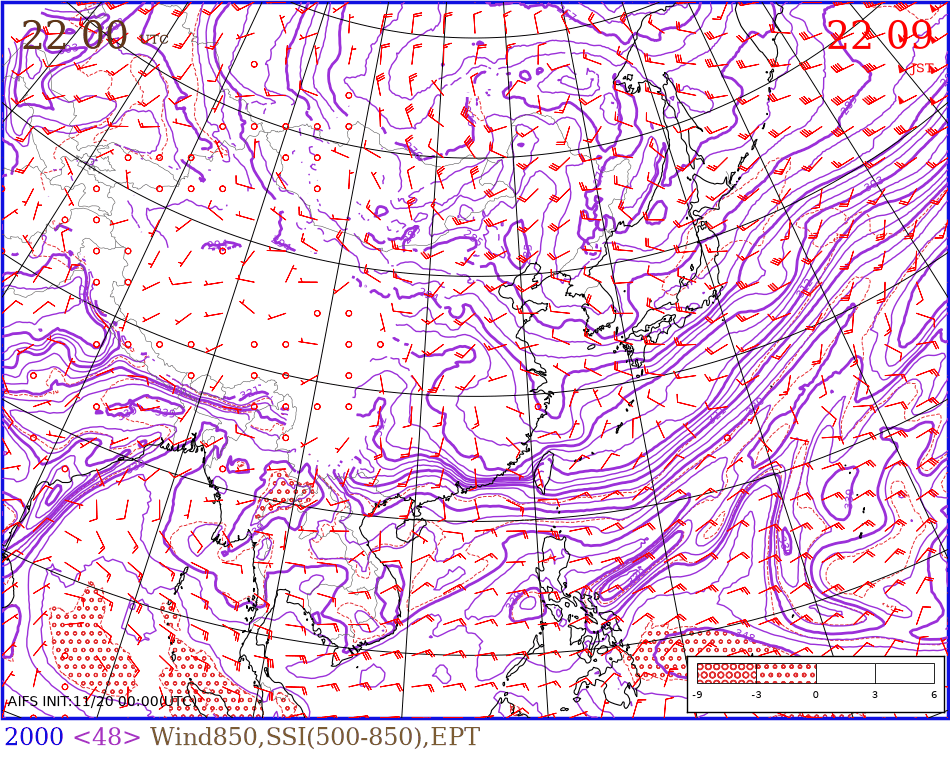 22 00 UTC
22 09
JST
AIFS INIT:11/20 00:00(UTC)
-9 -3 0 3 6
2000 <48> Wind850,SSI(500-850),EPT